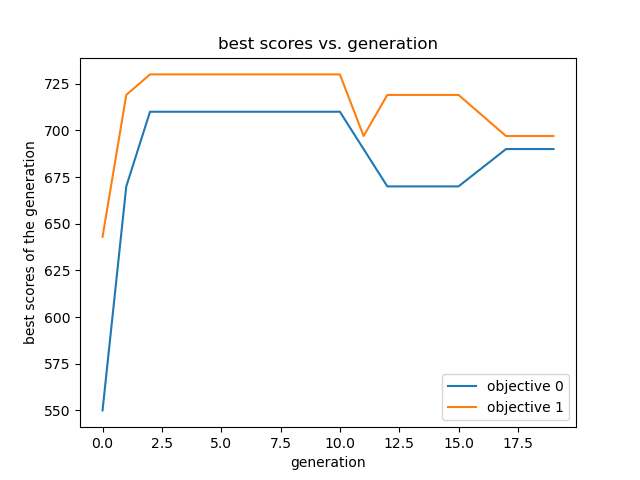 best scores vs. generation
best scores of the generation
725
700
675
650
625
600
575
550
0.0 2.5 5.0 7.5 10.0 12.5 15.0 17.5
generation
objective 0
objective 1